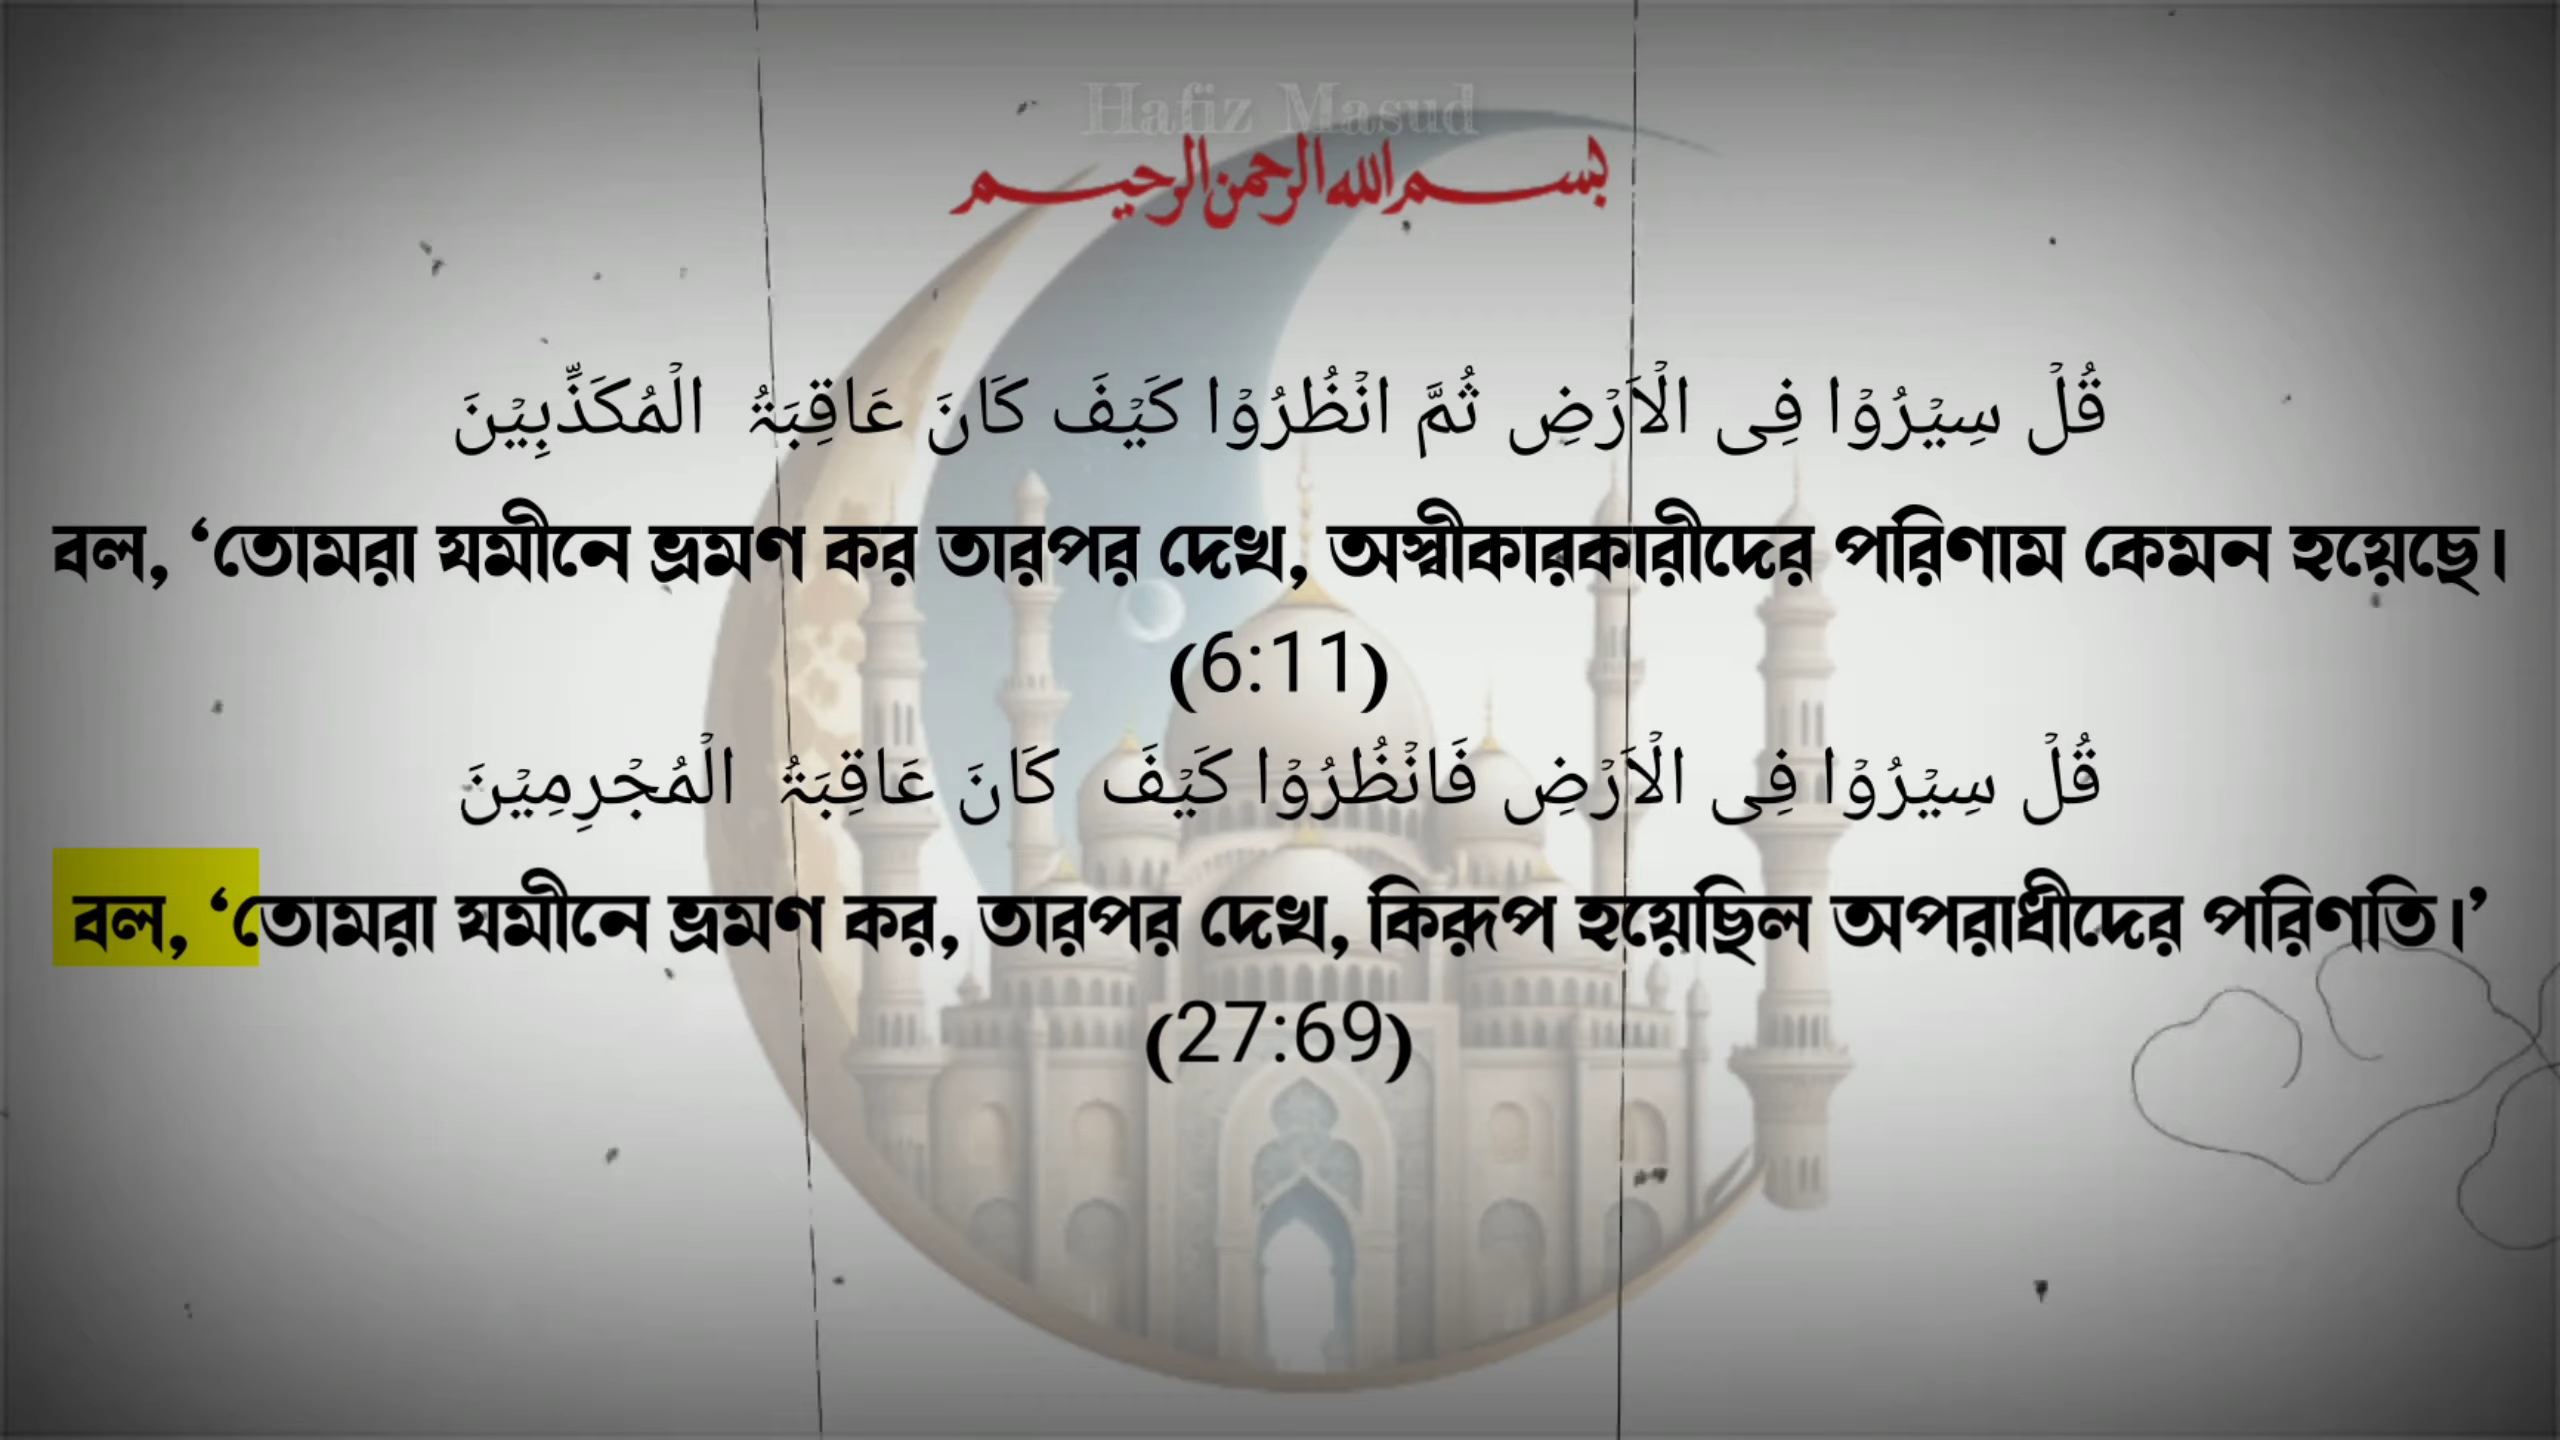 Hafiz Masud
بسم الله الرحمن الرحيم
قُلْ سِيْرُوْا فِى الْاَرْضِ ثُمَّ انْظُرُوْا كَيْفَ كَانَ عَاقِبَۃُ الْمُكَذِّبِيْنَ
বল, ‘তোমরা যমীনে ভ্রমণ কর তারপর দেখ, অস্বীকারকারীদের পরিণাম কেমন হয়েছে।
(6:11)
قُلْ سِيْرُوْا فِى الْاَرْضِ فَانْظُرُوْا كَيْفَ كَانَ عَاقِبَۃُ الْمُجْرِمِيْنَ
বল, ‘তোমরা যমীনে ভ্রমণ কর, তারপর দেখ, কিরূপ হয়েছিল অপরাধীদের পরিণতি।’
(27:69)